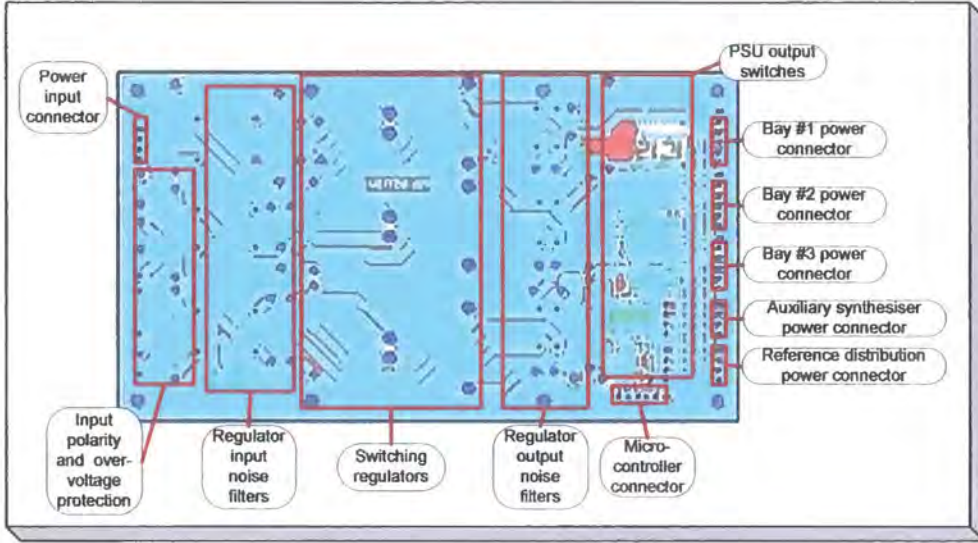 PSU output
switches
Power
input
connector
Bay #1 power
connector
Bay #2 power
connector
Bay #3 power
connector
Auxiliary synthesiser
power connector
Reference distribution
power connector
Input
polarity
and over-
voltage
protection
Regulator
input
noise
filters
Switching
regulators
Regulator
output
noise
filters
Micro-
controller
connector